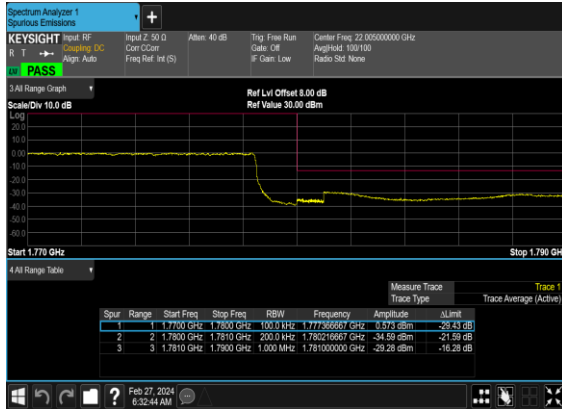 Spectrum Analyzer 1
Spurious Emissions
+
KEYSIGHT Input: RF Input Z: 50 Ω Atten: 40 dB Trig: Free Run Center Freq: 22.005000000 GHz
R T Coupling: DC Corr CCorr Gate: Off Avg|Hold: 100/100
Align: Auto Freq Ref: Int (S) IF Gain: Low Radio Std: None
PASS
3 All Range Graph
Ref Lvl Offset 8.00 dB
Scale/Div 10.0 dB Ref Value 30.00 dBm
Log
20.0
10.0
0.00
-10.0
-20.0
-30.0
-40.0
-50.0
-60.0
Start 1.770 GHz Stop 1.790 GH
4 All Range Table
Measure Trace Trace 1
Trace Type Trace Average (Active)
Spur Range Start Freq Stop Freq RBW Frequency Amplitude ΔLimit
1 1 1.7700 GHz 1.7800 GHz 100.0 kHz 1.777366667 GHz 0.573 dBm -29.43 dB
2 2 1.7800 GHz 1.7810 GHz 200.0 kHz 1.780216667 GHz -34.59 dBm -21.59 dB
3 3 1.7810 GHz 1.7900 GHz 1.000 MHz 1.781000000 GHz -29.28 dBm -16.28 dB
? Feb 27, 2024
6:32:44 AM